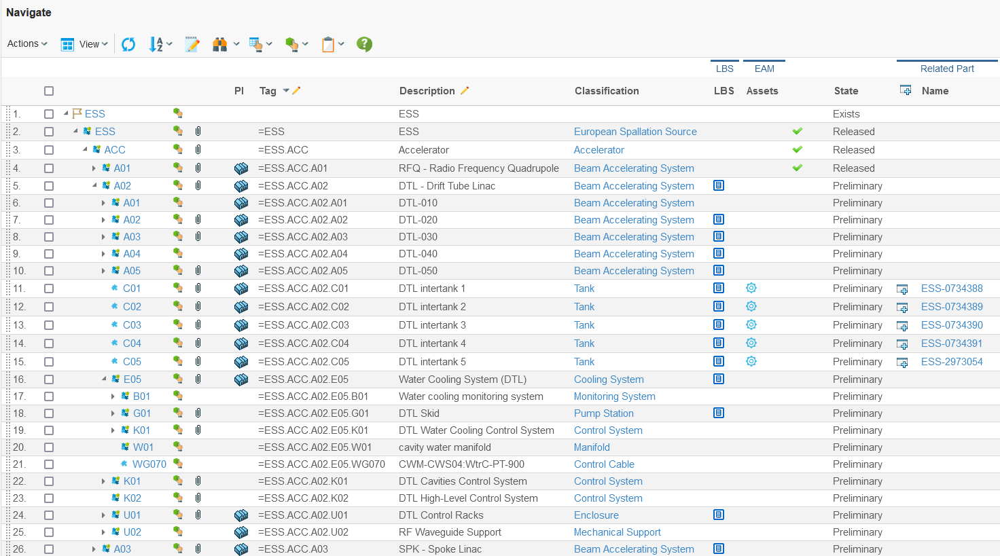 Navigate
Actions View
LBS EAM Related Part
PI Tag Description Classification LBS Assets State Name
1. ESS ESS Exists
2. ESS =ESS ESS European Spallation Source Released
3. ACC =ESS.ACC Accelerator Accelerator Released
4. A01 =ESS.ACC.A01 RFQ - Radio Frequency Quadrupole Beam Accelerating System Released
5. A02 =ESS.ACC.A02 DTL - Drift Tube Linac Beam Accelerating System Preliminary
6. A01 =ESS.ACC.A02.A01 DTL-010 Beam Accelerating System Preliminary
7. A02 =ESS.ACC.A02.A02 DTL-020 Beam Accelerating System Preliminary
8. A03 =ESS.ACC.A02.A03 DTL-030 Beam Accelerating System Preliminary
9. A04 =ESS.ACC.A02.A04 DTL-040 Beam Accelerating System Preliminary
10. A05 =ESS.ACC.A02.A05 DTL-050 Beam Accelerating System Preliminary
11. C01 =ESS.ACC.A02.C01 DTL intertank 1 Tank Preliminary ESS-0734388
12. C02 =ESS.ACC.A02.C02 DTL intertank 2 Tank Preliminary ESS-0734389
13. C03 =ESS.ACC.A02.C03 DTL intertank 3 Tank Preliminary ESS-0734390
14. C04 =ESS.ACC.A02.C04 DTL intertank 4 Tank Preliminary ESS-0734391
15. C05 =ESS.ACC.A02.C05 DTL intertank 5 Tank Preliminary ESS-2973054
16. E05 =ESS.ACC.A02.E05 Water Cooling System (DTL) Cooling System Preliminary
17. B01 =ESS.ACC.A02.E05.B01 Water cooling monitoring system Monitoring System Preliminary
18. G01 =ESS.ACC.A02.E05.G01 DTL Skid Pump Station Preliminary
19. K01 =ESS.ACC.A02.E05.K01 DTL Water Cooling Control System Control System Preliminary
20. W01 =ESS.ACC.A02.E05.W01 cavity water manifold Manifold Preliminary
21. WG070 =ESS.ACC.A02.E05.WG070 CWM-CWS04:WtrC-PT-900 Control Cable Preliminary
22. K01 =ESS.ACC.A02.K01 DTL Cavities Control System Control System Preliminary
23. K02 =ESS.ACC.A02.K02 DTL High-Level Control System Control System Preliminary
24. U01 =ESS.ACC.A02.U01 DTL Control Racks Enclosure Preliminary
25. U02 =ESS.ACC.A02.U02 RF Waveguide Support Mechanical Support Preliminary
26. A03 =ESS.ACC.A03 SPK - Spoke Linac Beam Accelerating System Preliminary